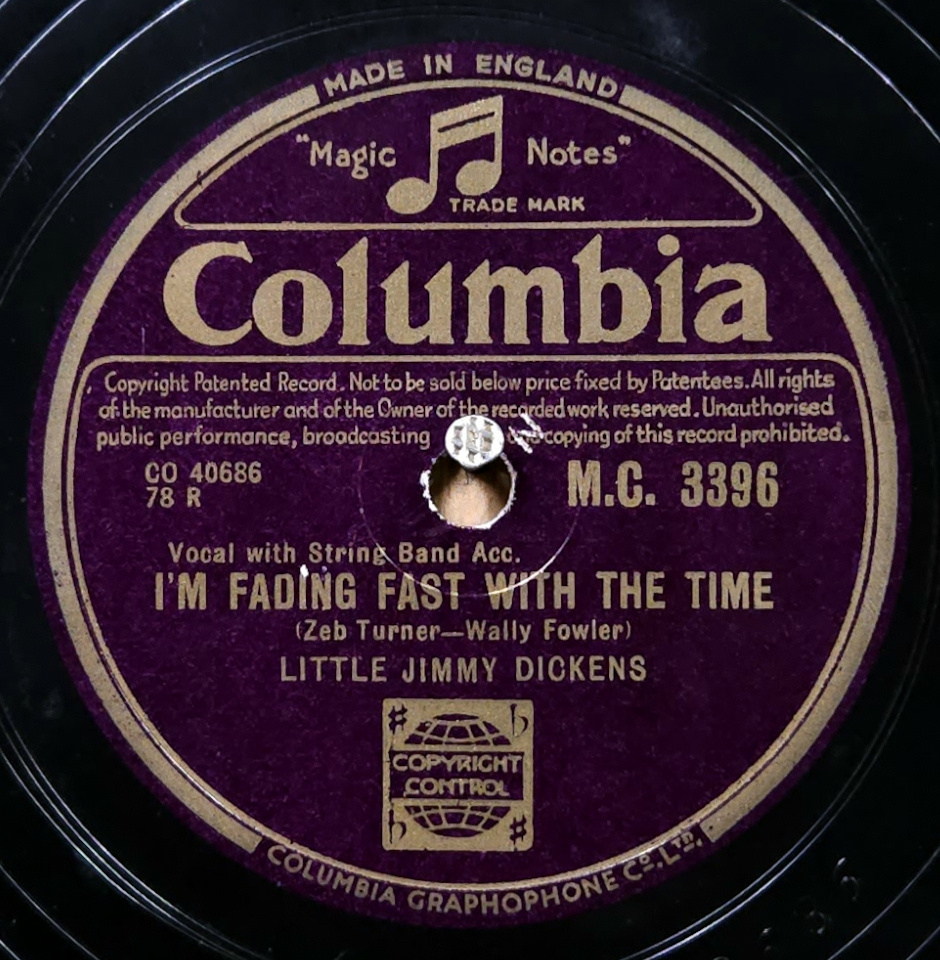 MADE IN ENGLAND
"Magic Notes"
TRADE MARK
Columbia
Copyright Patented Record. Not to be sold below price fixed by Patentees. All rights
of the manufacturer and of the Owner of the recorded work reserved. Unauthorised
public performance, broadcasting copying of this record prohibited.
CO 40686 M.C. 3396
78 R
Vocal with String Band Acc.
I'M FADING FAST WITH THE TIME
(Zeb Turner—Wally Fowler)
LITTLE JIMMY DICKENS
COPYRIGHT
CONTROL
COLUMBIA GRAPHOPHONE Co. LTD.